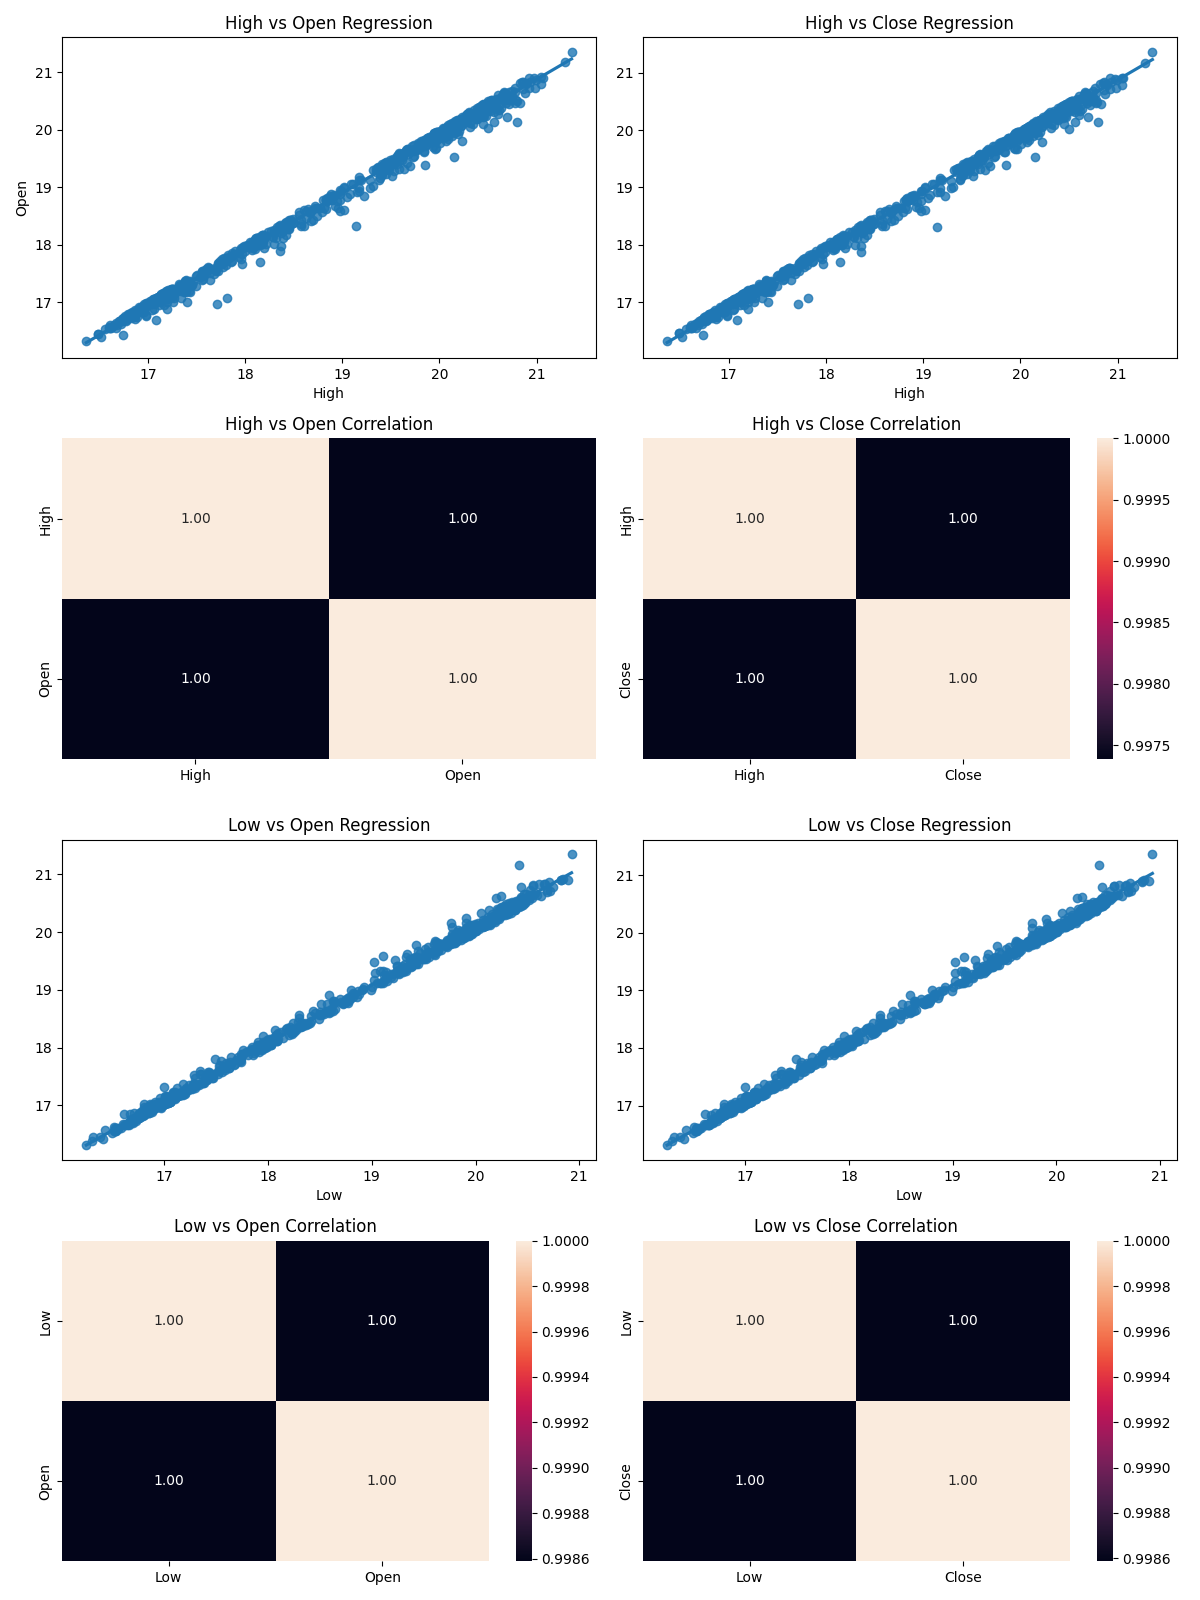 High vs Open Regression
High vs Close Regression
21
20
19
18
17
Open
17 18 19 20 21
High
21
20
19
18
17
17 18 19 20 21
High
High vs Open Correlation
High vs Close Correlation
High
1.00 1.00
Open
1.00 1.00
High Open
High
1.00 1.00
Close
1.00 1.00
High Close
1.0000
0.9995
0.9990
0.9985
0.9980
0.9975
Low vs Open Regression
Low vs Close Regression
21
20
19
18
17
17 18 19 20 21
Low
21
20
19
18
17
17 18 19 20 21
Low
Low vs Open Correlation
Low vs Close Correlation
Low
1.00 1.00
Open
1.00 1.00
Low Open
1.0000
0.9998
0.9996
0.9994
0.9992
0.9990
0.9988
0.9986
Low
1.00 1.00
Close
1.00 1.00
Low Close
1.0000
0.9998
0.9996
0.9994
0.9992
0.9990
0.9988
0.9986